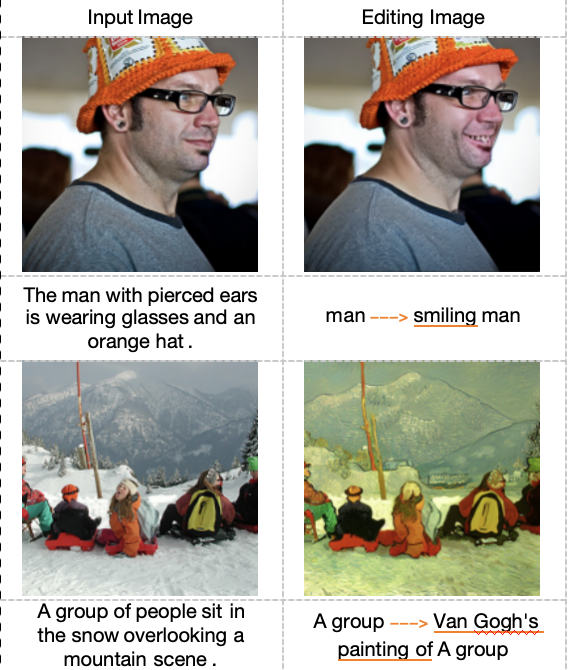 Input Image
Editing Image
The man with pierced ears
is wearing glasses and an
orange hat .
man ---> smiling man
A group of people sit in
the snow overlooking a
mountain scene .
A group ---> Van Gogh's
painting of A group